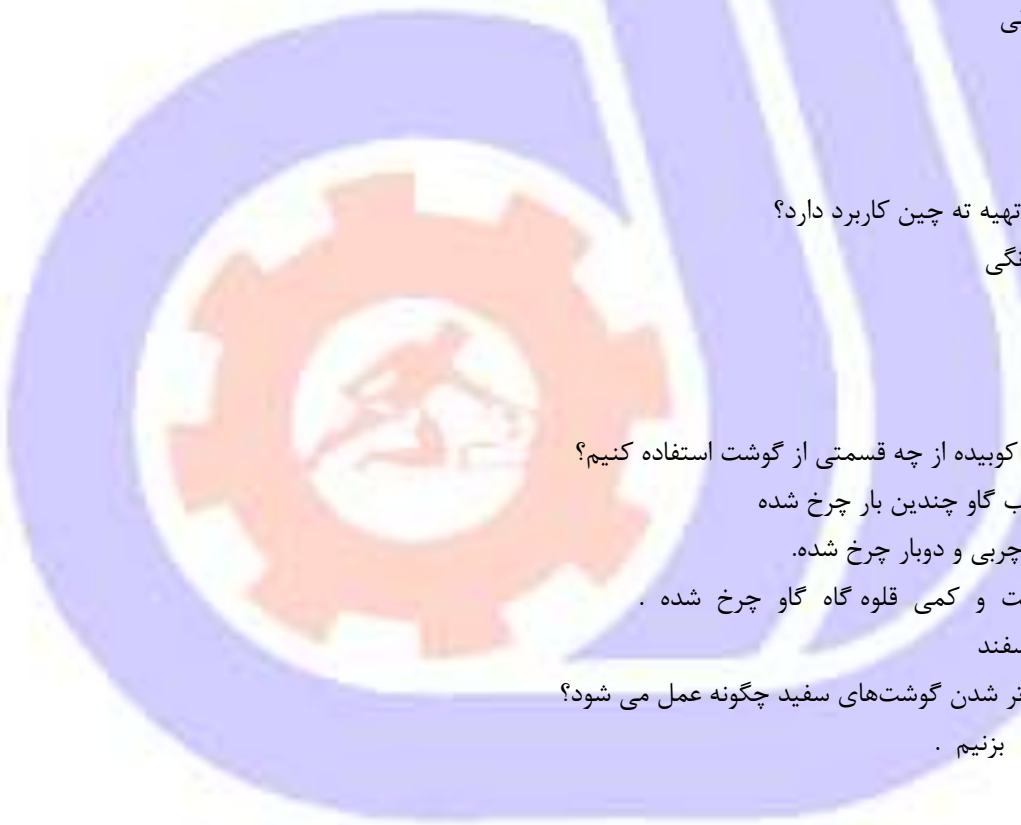 تهیه ته چین کاربرد دارد؟
کوبیده از چه قسمتی از گوشت استفاده کنیم؟
گاو چندین بار چرخ شده
چربی و دوبار چرخ شده.
و کمی قلوه گاه گاو چرخ شده .
تر شدن گوشت‌های سفید چگونه عمل می شود؟
بزنیم .